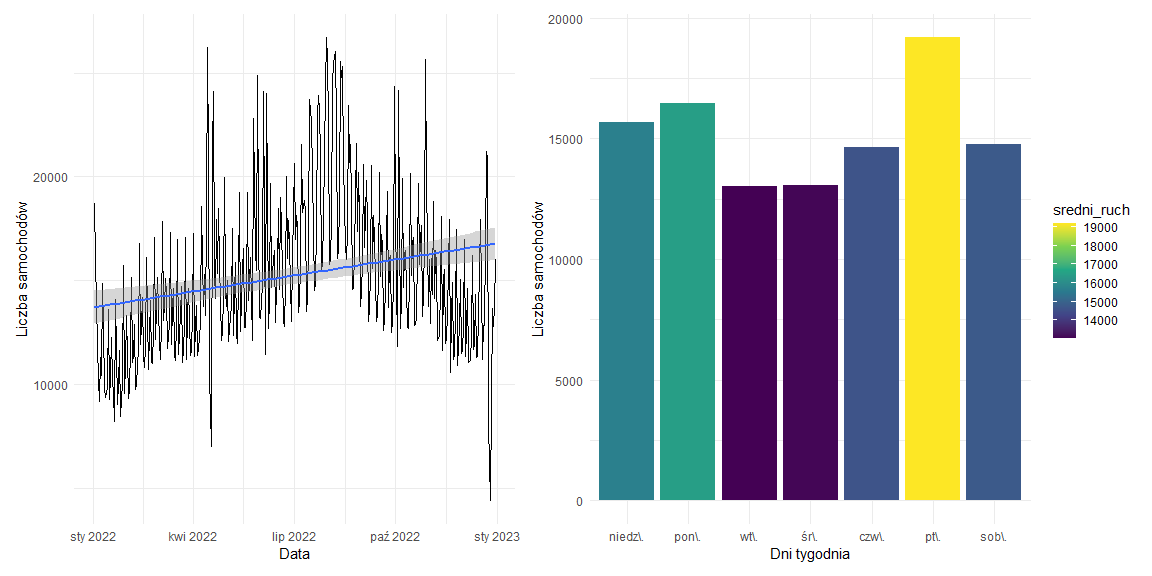 Liczba samochodów
20000
10000
sty 2022
kwi 2022
lip 2022
paź 2022
sty 2023
Data
Liczba samochodów
20000
15000
10000
5000
0
niedz\.
pon\.
wt\.
śr\.
czw\.
pt\.
sob\.
Dni tygodnia
sredni_ruch
19000
18000
17000
16000
15000
14000